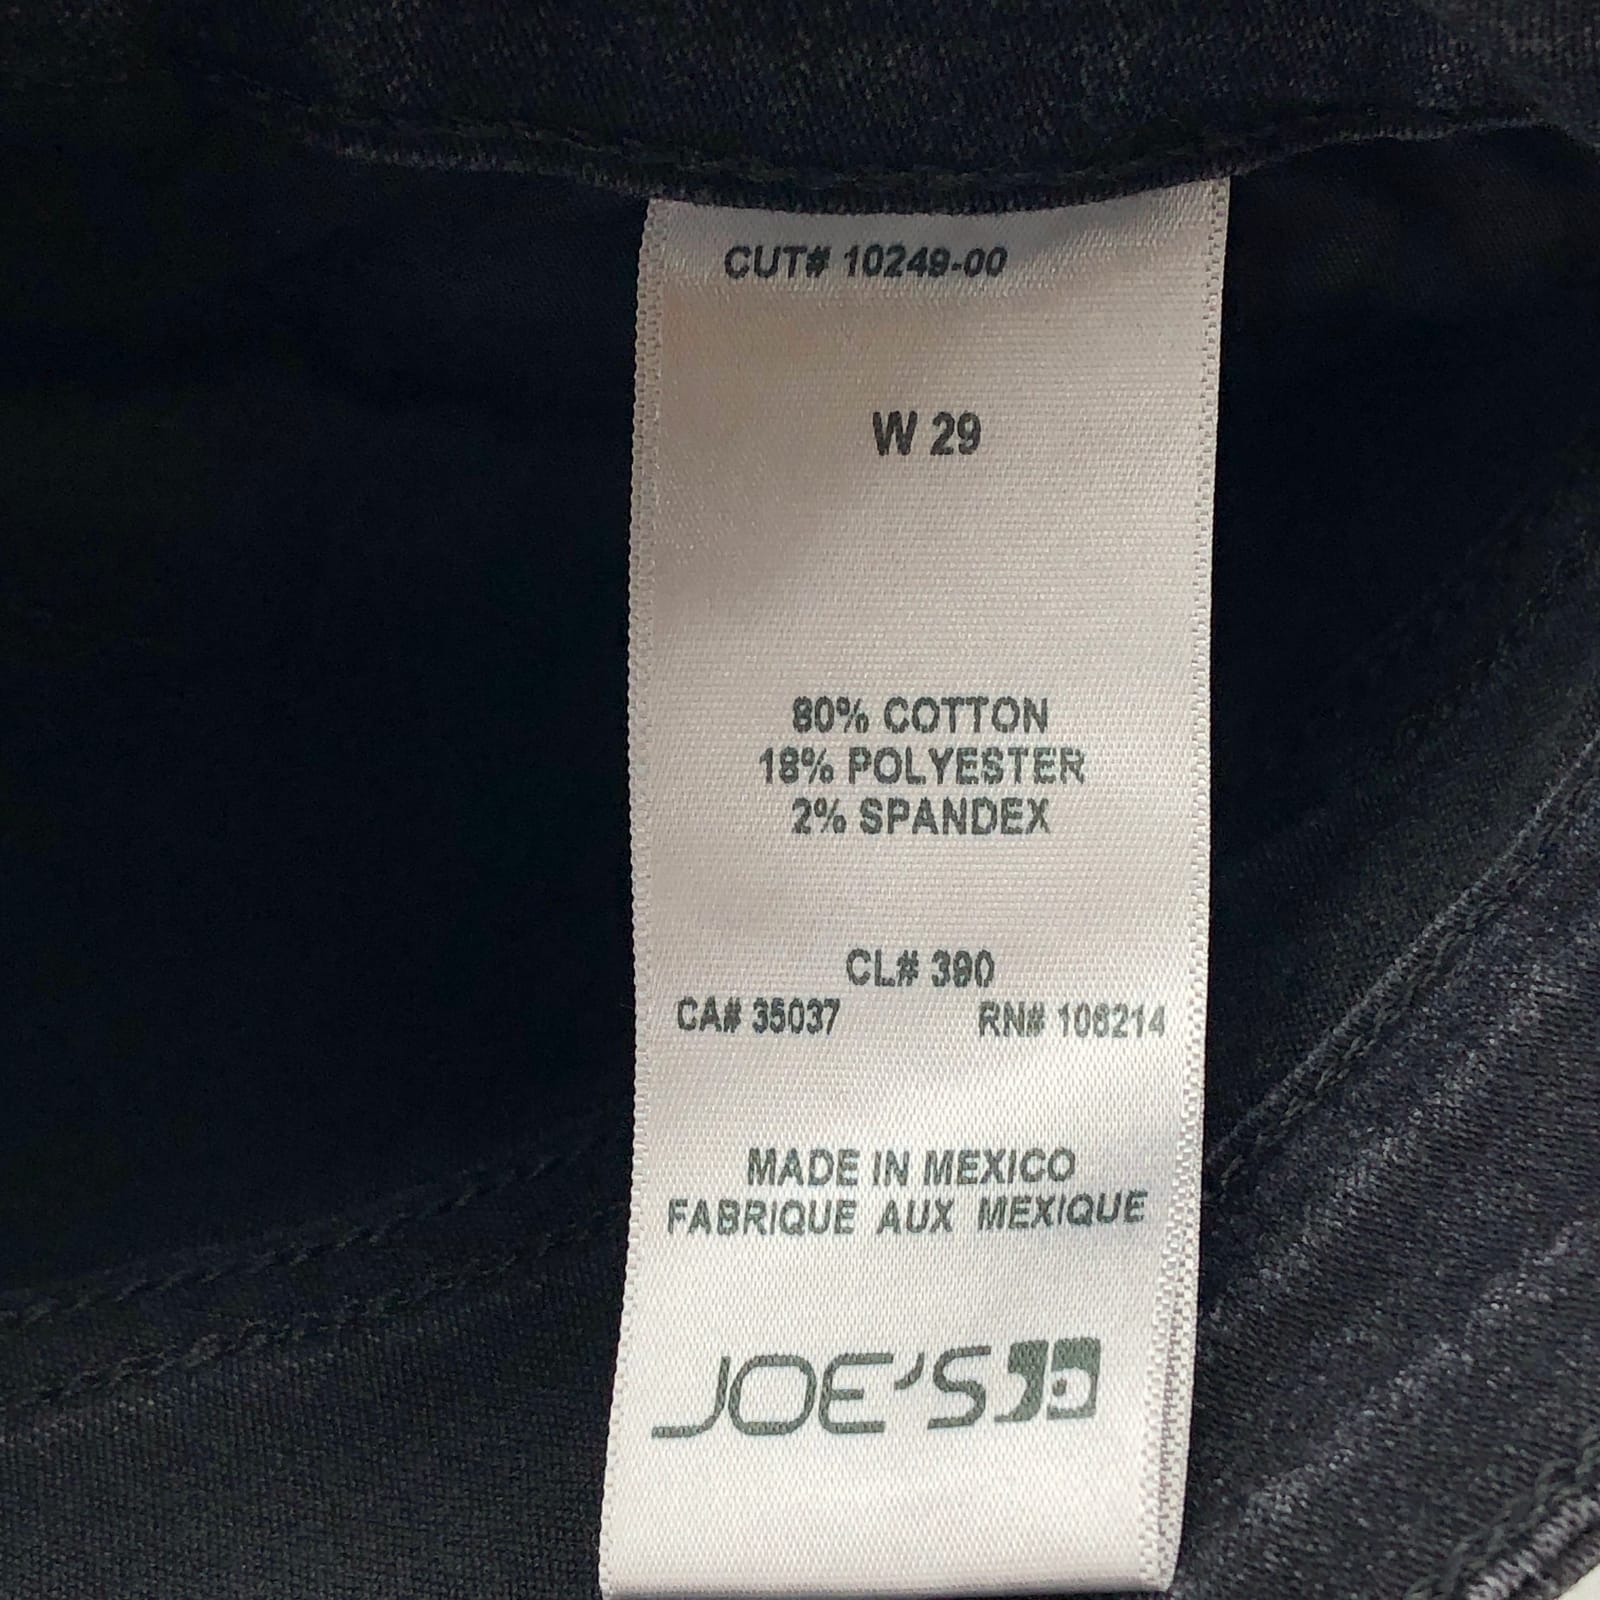 CUT# 10249-00
W 29
80% COTTON
18% POLYESTER
2% SPANDEX
CL# 390
CA# 35037 RN# 106214
MADE IN MEXICO
FABRIQUE AUX MEXIQUE
JOE'S